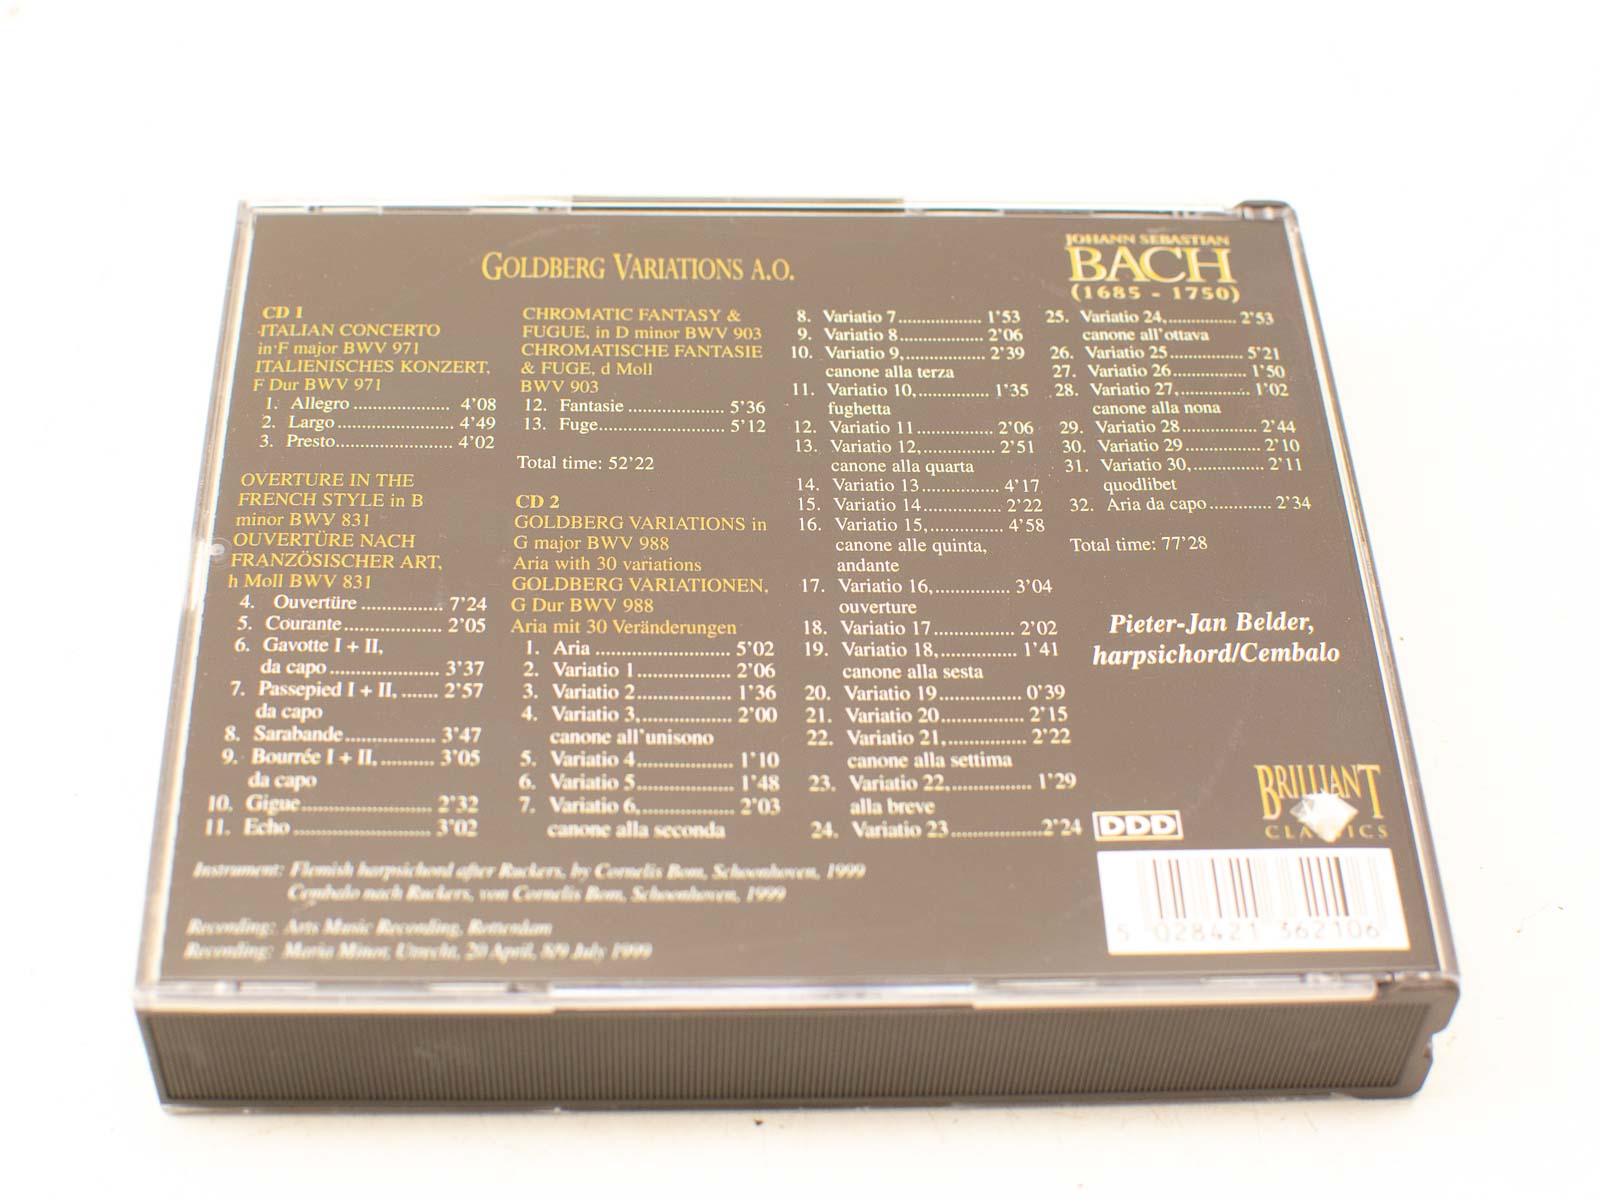 GOLDBERG VARIATIONS A.O.
JOHANN SEBASTIAN
BACH
(1685 - 1750)
CD 1
ITALIAN CONCERTO
in F major BWV 971
ITALIENISCHES KONZERT,
F Dur BWV 971
1. Allegro .................... 4'08
2. Largo ........................ 4'49
3. Presto........................ 4'02
OVERTURE IN THE
FRENCH STYLE in B
minor BWV 831
OUVERTÜRE NACH
FRANZÖSISCHER ART,
h Moll BWV 831
4. Ouvertüre ................ 7'24
5. Courante ..................... 2'05
6. Gavotte I + II,
da capo ..................... 3'37
7. Passepied I + II, ....... 2'57
da capo
8. Sarabande.................. 3'47
9. Bourrée I + II, .......... 3'05
da capo
10. Gigue......................... 2'32
11. Echo .......................... 3'02
CHROMATIC FANTASY &
FUGUE, in D minor BWV 903
CHROMATISCHE FANTASIE
& FUGE, d Moll
BWV 903
12. Fantasie .................... 5'36
13. Fuge........................... 5'12
Total time: 52'22
CD 2
GOLDBERG VARIATIONS in
G major BWV 988
Aria with 30 variations
GOLDBERG VARIATIONEN,
G Dur BWV 988
Aria mit 30 Veränderungen
1. Aria .......................... 5'02
2. Variatio 1.................. 2'06
3. Variatio 2.................. 1'36
4. Variatio 3,................. 2'00
canone all'unisono
5. Variatio 4.................. 1'10
6. Variatio 5.................. 1'48
7. Variatio 6,................. 2'03
canone alla seconda
8. Variatio 7.................. 1'53
9. Variatio 8.................. 2'06
10. Variatio 9,................. 2'39
canone alla terza
11. Variatio 10,................ 1'35
fughetta
12. Variatio 11................ 2'06
13. Variatio 12,............... 2'51
canone alla quarta
14. Variatio 13................ 4'17
15. Variatio 14................ 2'22
16. Variatio 15,............... 4'58
canone alle quinta,
andante
17. Variatio 16,............... 3'04
ouverture
18. Variatio 17................ 2'02
19. Variatio 18,............... 1'41
canone alla sesta
20. Variatio 19................ 0'39
21. Variatio 20................ 2'15
22. Variatio 21,............... 2'22
canone alla settima
23. Variatio 22,............... 1'29
alla breve
24. Variatio 23..................2'24
25. Variatio 24,............... 2'53
canone all'ottava
26. Variatio 25................ 5'21
27. Variatio 26................ 1'50
28. Variatio 27,............... 1'02
canone alla nona
29. Variatio 28................ 2'44
30. Variatio 29................ 2'10
31. Variatio 30,............... 2'11
quodlibet
32. Aria da capo............. 2'34
Total time: 77'28
Pieter-Jan Belder,
harpsichord/Cembalo
BRILLIANT
CLASSICS
DDD
5 028421 362106
Instrument: Flemish harpsichord after Ruckers, by Cornelis Bom, Schoonhoven, 1999
Cembalo nach Ruckers, von Cornelis Bom, Schoonhoven, 1999
Recording: Arts Music Recording, Rotterdam
Recording: Maria Minor, Utrecht, 20 April, 8/9 July 1999